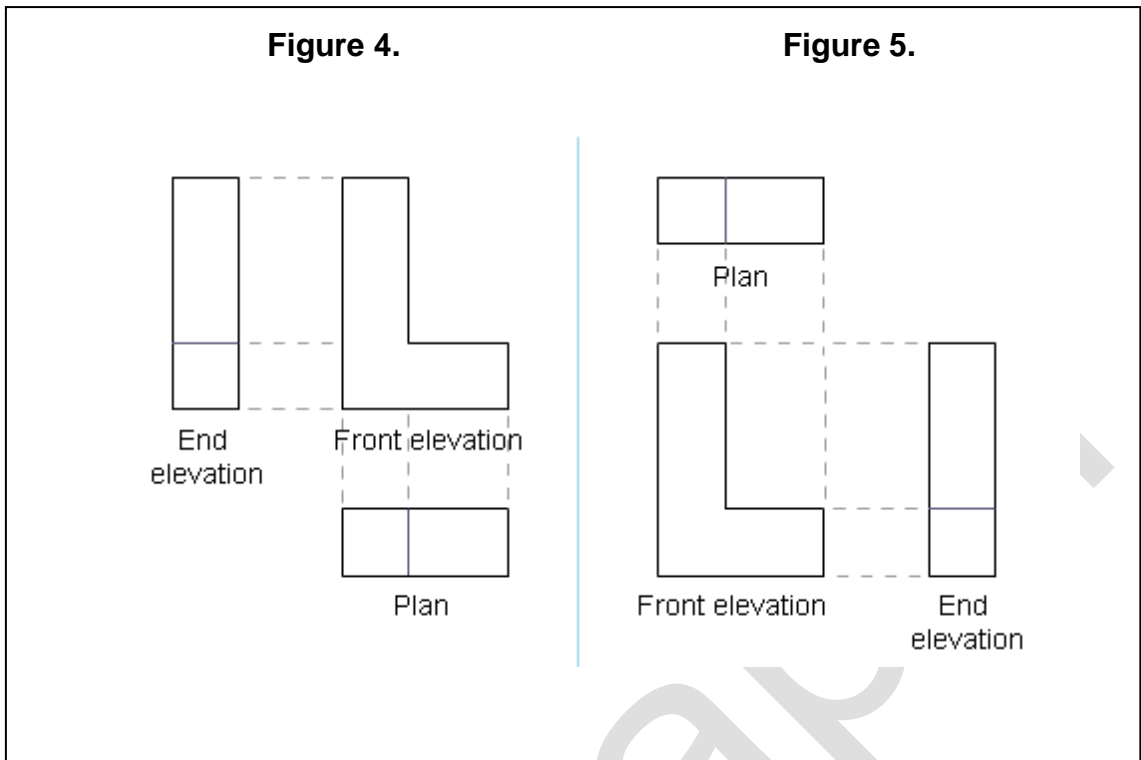 Figure 4.
Figure 5.
End
elevation
Front elevation
Plan
Plan
Front elevation
End
elevation